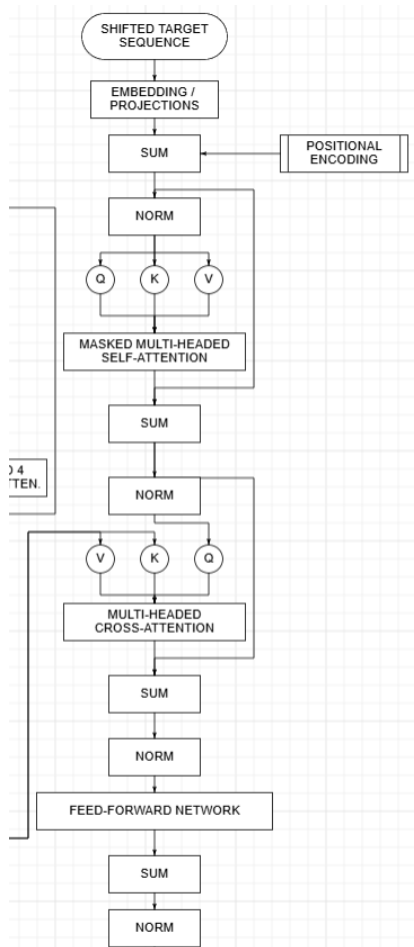 SHIFTED TARGET
SEQUENCE
EMBEDDING /
PROJECTIONS
SUM
POSITIONAL
ENCODING
NORM
Q
K
V
MASKED MULTI-HEADED
SELF-ATTENTION
SUM
4
NORM
V
K
Q
MULTI-HEADED
CROSS-ATTENTION
SUM
NORM
FEED-FORWARD NETWORK
SUM
NORM